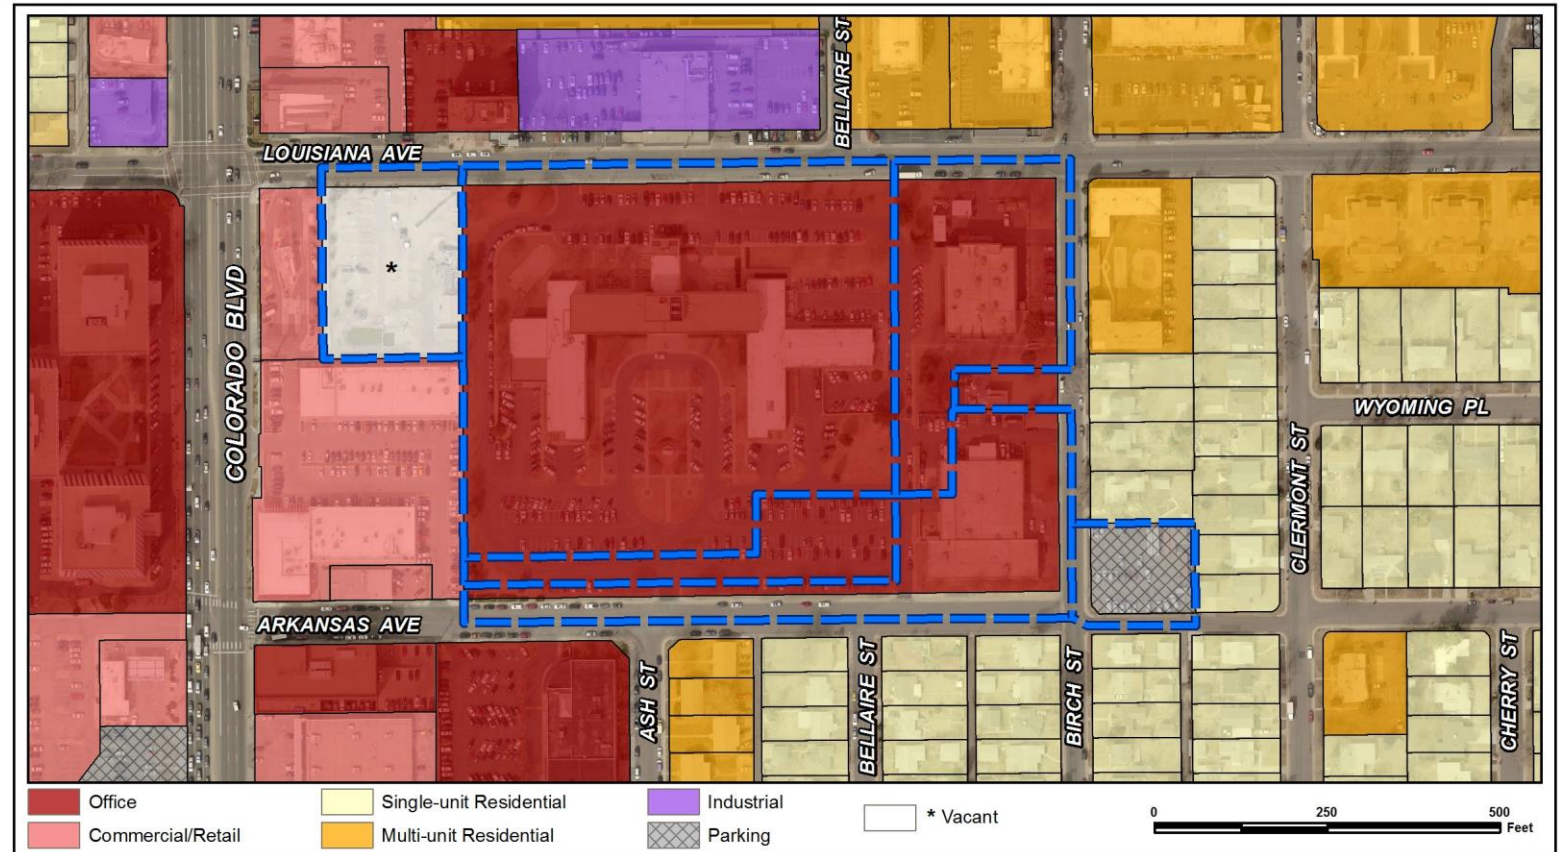 BELLAIRE ST
LOUISIANA AVE
*
COLORADO BLVD
WYOMING PL
CLERMONT ST
ARKANSAS AVE
ASH ST
BELLAIRE ST
BIRCH ST
CHERRY ST
Office
Single-unit Residential
Industrial
* Vacant
Commercial/Retail
Multi-unit Residential
Parking
0 250 500
Feet